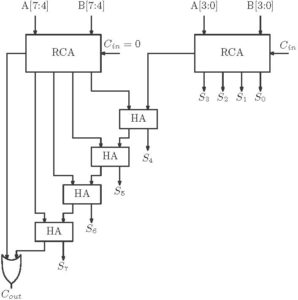 A[7:4] B[7:4] A[3:0] B[3:0]
RCA C_in = 0 RCA C_in
S_3 S_2 S_1 S_0
HA
S_4
HA
S_5
HA
S_6
HA
S_7
C_out